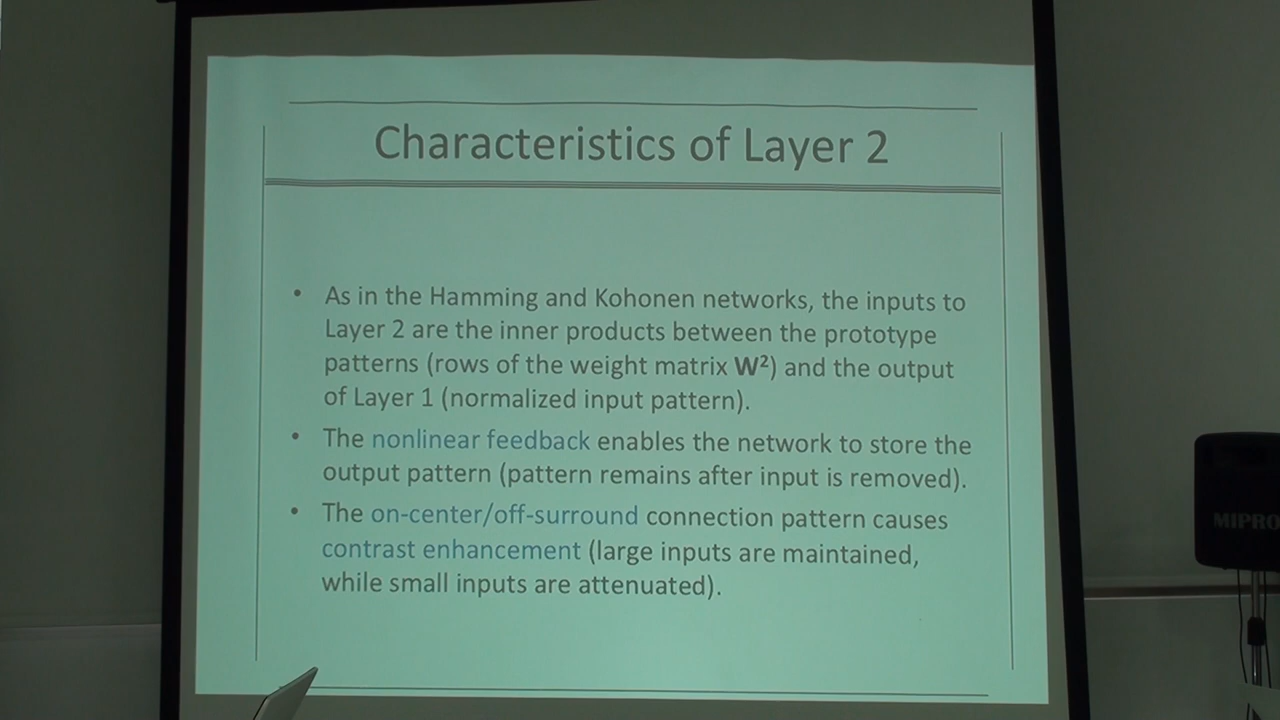 Characteristics of Layer 2
• As in the Hamming and Kohonen networks, the inputs to
Layer 2 are the inner products between the prototype
patterns (rows of the weight matrix W²) and the output
of Layer 1 (normalized input pattern).
• The nonlinear feedback enables the network to store the
output pattern (pattern remains after input is removed).
• The on-center/off-surround connection pattern causes
contrast enhancement (large inputs are maintained,
while small inputs are attenuated).
MIPRO